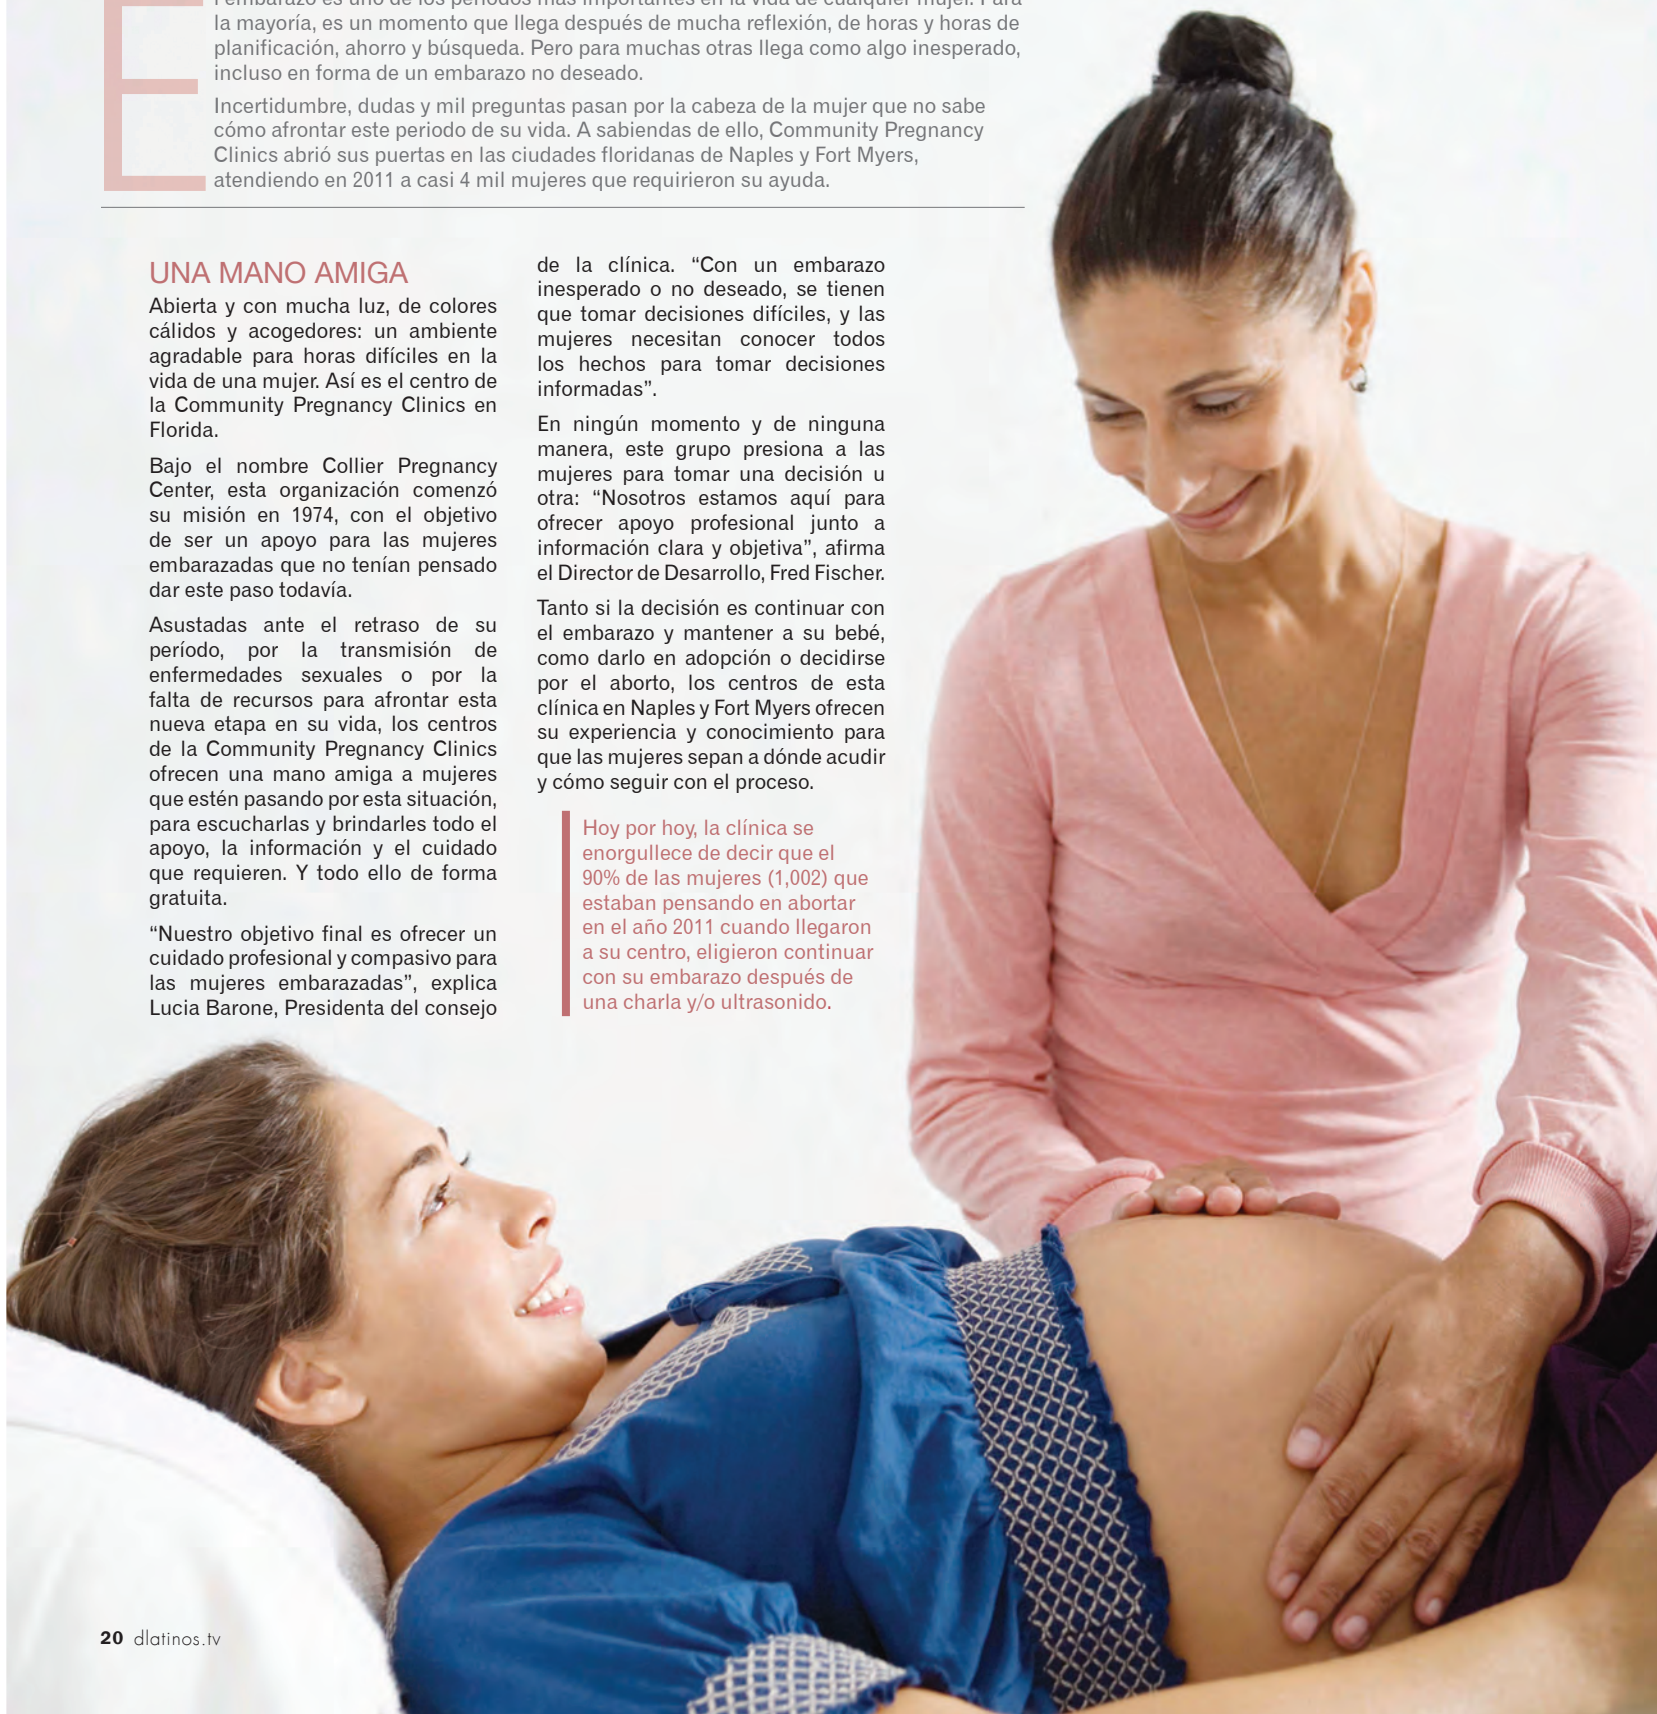 E
l embarazo es uno de los periodos más importantes en la vida de cualquier mujer. Para
la mayoría, es un momento que llega después de mucha reflexión, de horas y horas de
planificación, ahorro y búsqueda. Pero para muchas otras llega como algo inesperado,
incluso en forma de un embarazo no deseado.
Incertidumbre, dudas y mil preguntas pasan por la cabeza de la mujer que no sabe
cómo afrontar este periodo de su vida. A sabiendas de ello, Community Pregnancy
Clinics abrió sus puertas en las ciudades floridanas de Naples y Fort Myers,
atendiendo en 2011 a casi 4 mil mujeres que requirieron su ayuda.
UNA MANO AMIGA
Abierta y con mucha luz, de colores
cálidos y acogedores: un ambiente
agradable para horas difíciles en la
vida de una mujer. Así es el centro de
la Community Pregnancy Clinics en
Florida.
Bajo el nombre Collier Pregnancy
Center, esta organización comenzó
su misión en 1974, con el objetivo
de ser un apoyo para las mujeres
embarazadas que no tenían pensado
dar este paso todavía.
Asustadas ante el retraso de su
período, por la transmisión de
enfermedades sexuales o por la
falta de recursos para afrontar esta
nueva etapa en su vida, los centros
de la Community Pregnancy Clinics
ofrecen una mano amiga a mujeres
que estén pasando por esta situación,
para escucharlas y brindarles todo el
apoyo, la información y el cuidado
que requieren. Y todo ello de forma
gratuita.
“Nuestro objetivo final es ofrecer un
cuidado profesional y compasivo para
las mujeres embarazadas”, explica
Lucia Barone, Presidenta del consejo
de la clínica. “Con un embarazo
inesperado o no deseado, se tienen
que tomar decisiones difíciles, y las
mujeres necesitan conocer todos
los hechos para tomar decisiones
informadas”.
En ningún momento y de ninguna
manera, este grupo presiona a las
mujeres para tomar una decisión u
otra: “Nosotros estamos aquí para
ofrecer apoyo profesional junto a
información clara y objetiva”, afirma
el Director de Desarrollo, Fred Fischer.
Tanto si la decisión es continuar con
el embarazo y mantener a su bebé,
como darlo en adopción o decidirse
por el aborto, los centros de esta
clínica en Naples y Fort Myers ofrecen
su experiencia y conocimiento para
que las mujeres sepan a dónde acudir
y cómo seguir con el proceso.
Hoy por hoy, la clínica se
enorgullece de decir que el
90% de las mujeres (1,002) que
estaban pensando en abortar
en el año 2011 cuando llegaron
a su centro, eligieron continuar
con su embarazo después de
una charla y/o ultrasonido.
20 dlatinos.tv